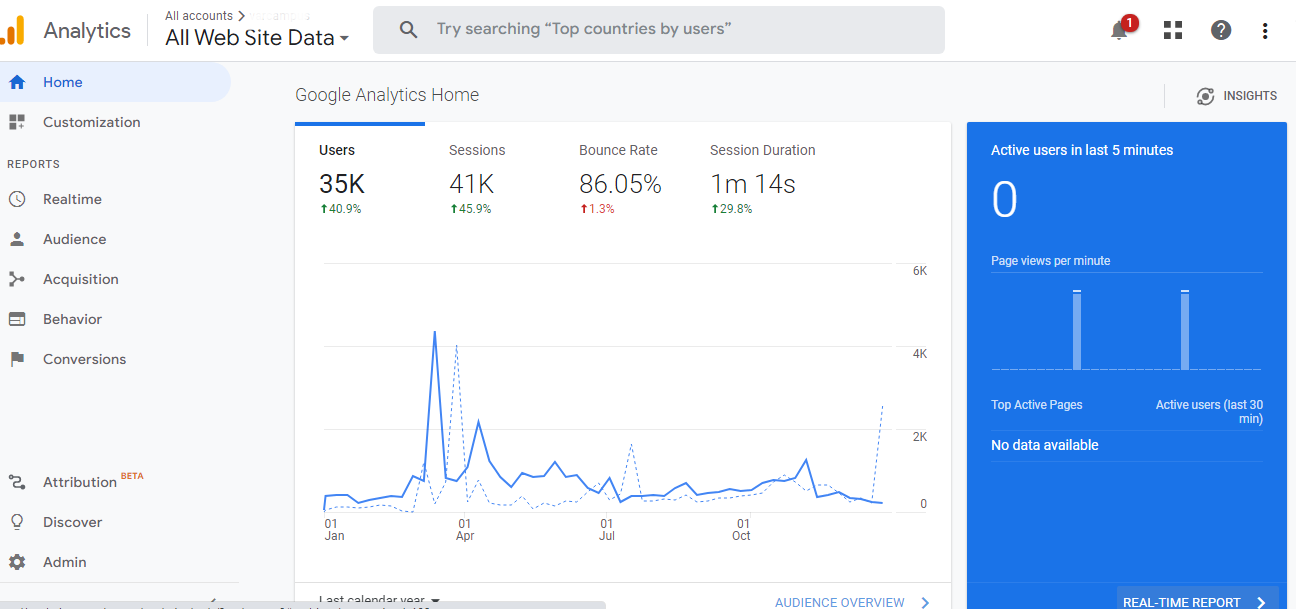 Analytics
All accounts >
All Web Site Data
Try searching “Top countries by users”
1
Home
Customization
REPORTS
Realtime
Audience
Acquisition
Behavior
Conversions
Attribution BETA
Discover
Admin
Google Analytics Home
INSIGHTS
Users
35K
40.9%
Sessions
41K
45.9%
Bounce Rate
86.05%
1.3%
Session Duration
1m 14s
29.8%
6K
4K
2K
0
01
Jan
01
Apr
01
Jul
01
Oct
Last calendar year
AUDIENCE OVERVIEW
Active users in last 5 minutes
0
Page views per minute
Top Active Pages
Active users (last 30
min)
No data available
REAL-TIME REPORT